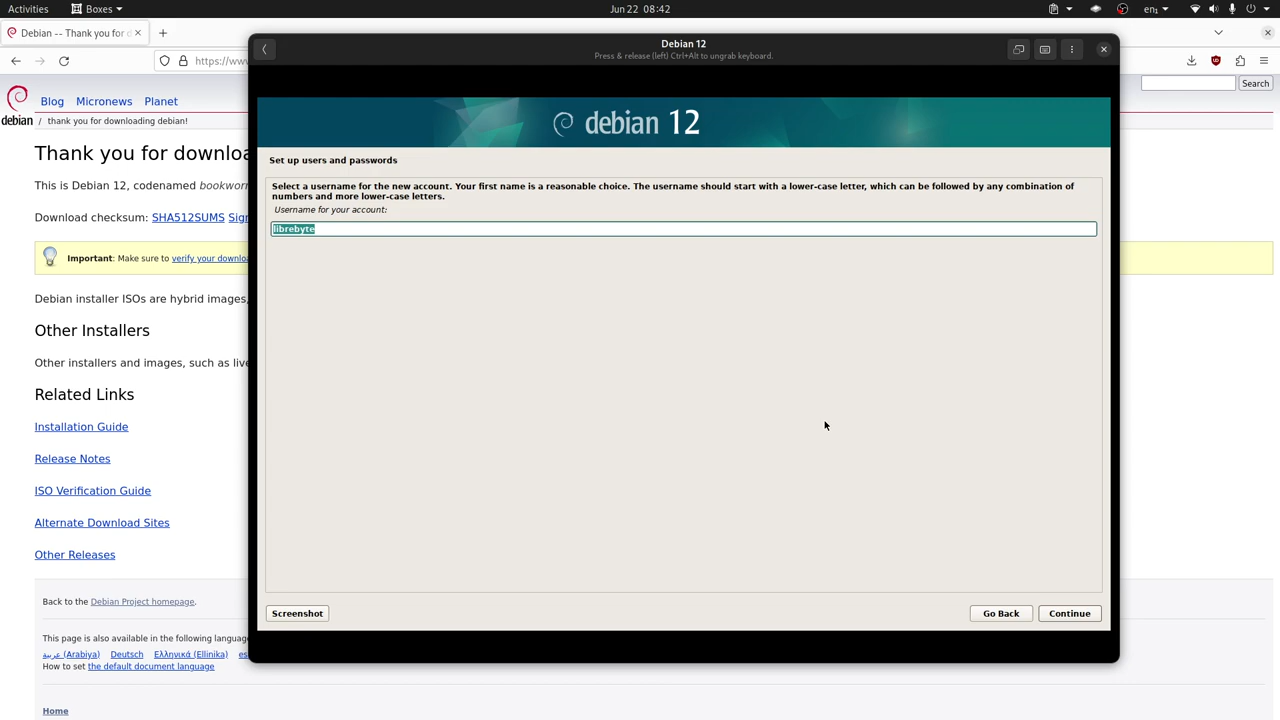 Activities
Boxes
Jun 22 08:42
en₁
Debian -- Thank you for d
https://www
Search
Blog Micronews Planet
debian / thank you for downloading debian!
Thank you for downloa
This is Debian 12, codenamed bookwor
Download checksum: SHA512SUMS Sign
Important: Make sure to verify your downloa
Debian installer ISOs are hybrid images,
Other Installers
Other installers and images, such as live
Related Links
Installation Guide
Release Notes
ISO Verification Guide
Alternate Download Sites
Other Releases
Back to the Debian Project homepage.
This page is also available in the following language
عربية (Arabiya) Deutsch Ελληνικά (Ellinika) es
How to set the default document language
Home
Debian 12
Press & release (left) Ctrl+Alt to ungrab keyboard.
debian 12
Set up users and passwords
Select a username for the new account. Your first name is a reasonable choice. The username should start with a lower-case letter, which can be followed by any combination of
numbers and more lower-case letters.
Username for your account:
librebyte
Screenshot
Go Back
Continue